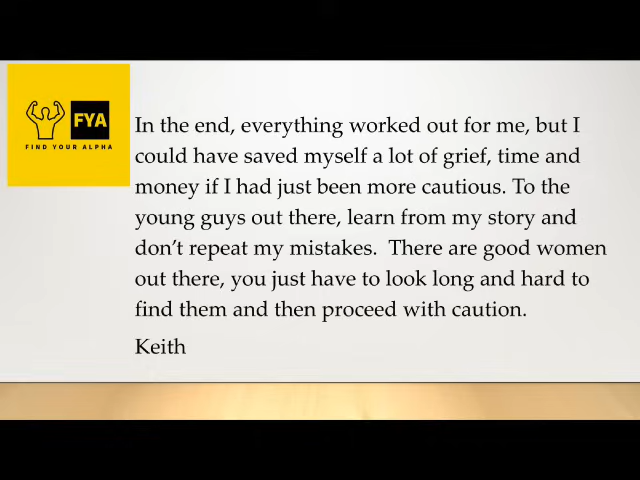 FYA
FIND YOUR ALPHA
In the end, everything worked out for me, but I
could have saved myself a lot of grief, time and
money if I had just been more cautious. To the
young guys out there, learn from my story and
don’t repeat my mistakes.  There are good women
out there, you just have to look long and hard to
find them and then proceed with caution.
Keith